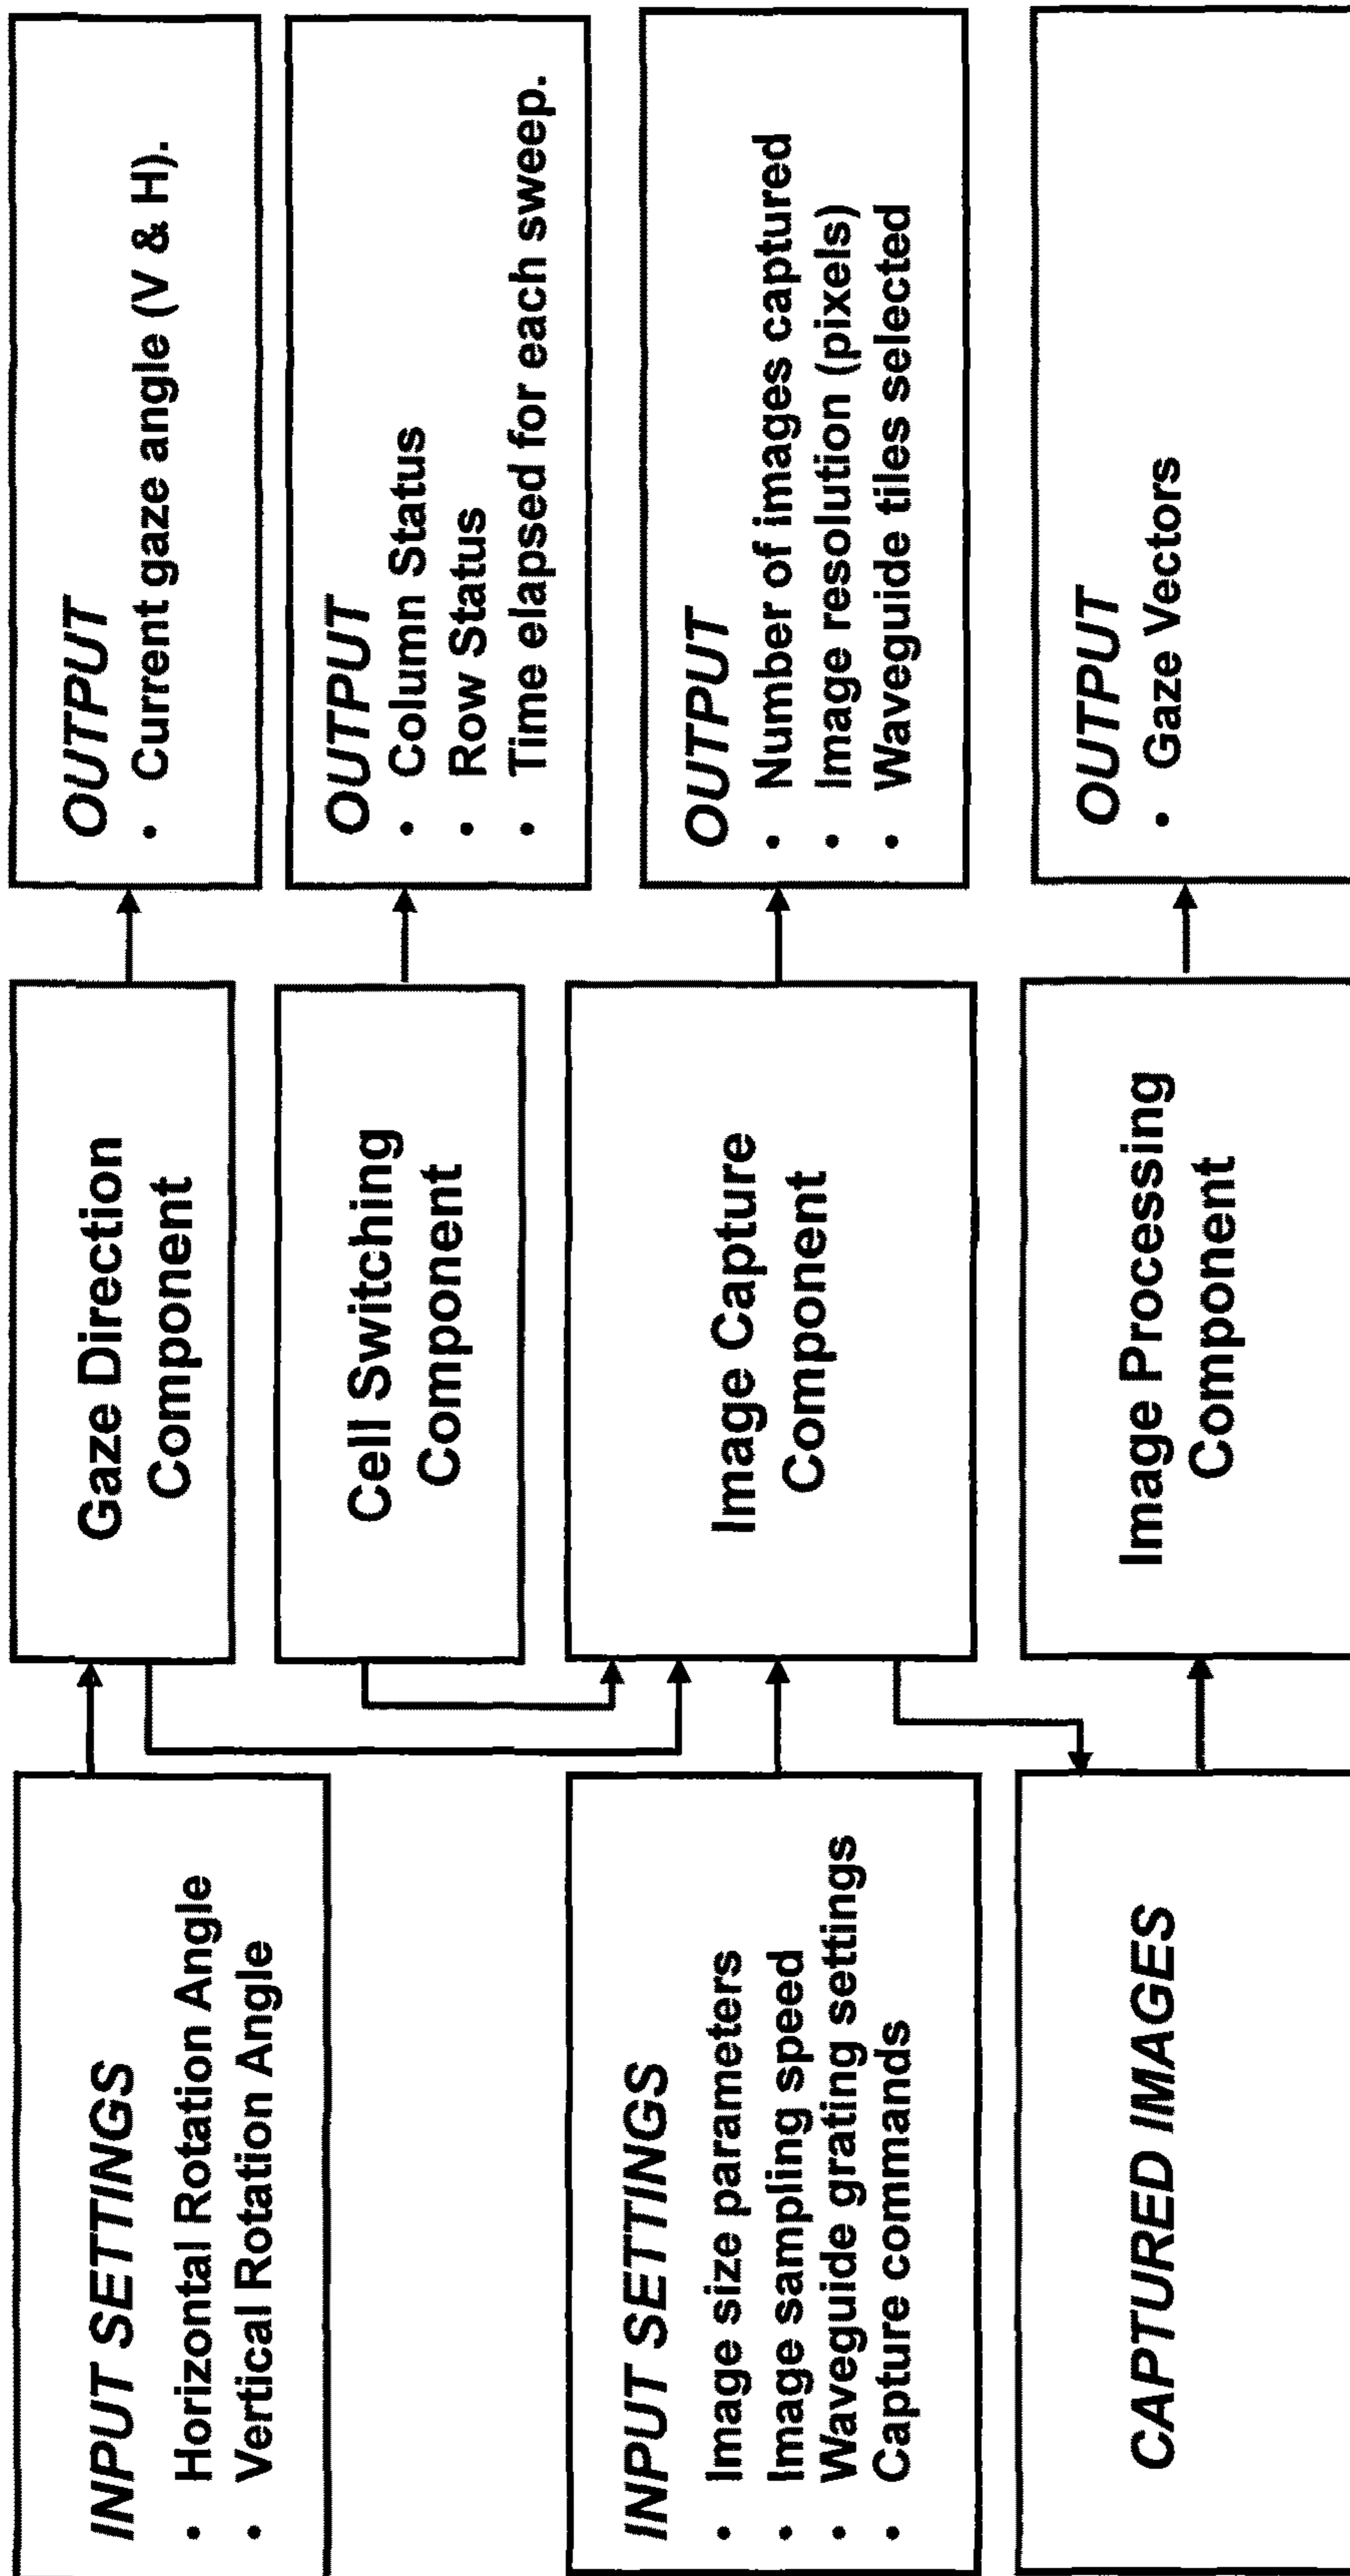 INPUT SETTINGS
• Horizontal Rotation Angle
• Vertical Rotation Angle
Gaze Direction
Component
OUTPUT
• Current gaze angle (V & H).
Cell Switching
Component
OUTPUT
• Column Status
• Row Status
• Time elapsed for each sweep.
INPUT SETTINGS
• Image size parameters
• Image sampling speed
• Waveguide grating settings
• Capture commands
Image Capture
Component
OUTPUT
• Number of images captured
• Image resolution (pixels)
• Waveguide tiles selected
CAPTURED IMAGES
Image Processing
Component
OUTPUT
• Gaze Vectors